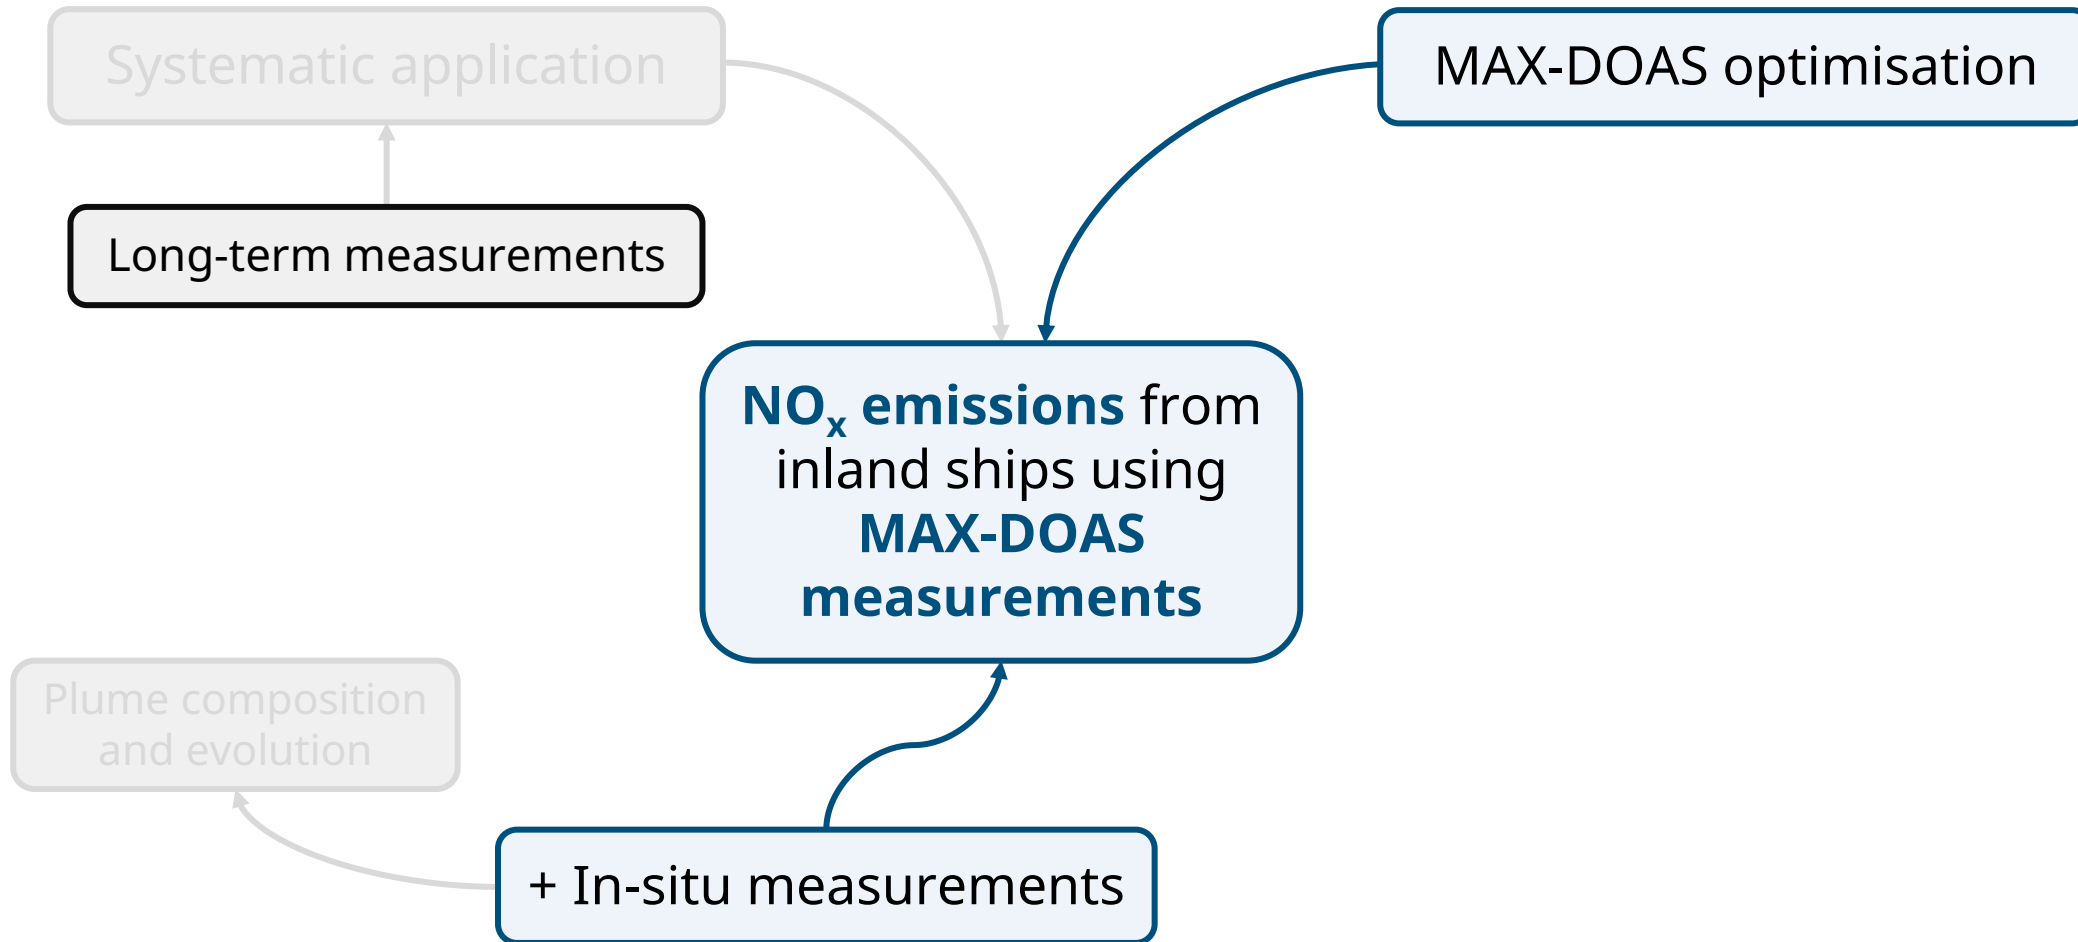 Systematic application
MAX-DOAS optimisation
Long-term measurements
NOₓ emissions from
inland ships using
MAX-DOAS
measurements
Plume composition
and evolution
+ In-situ measurements